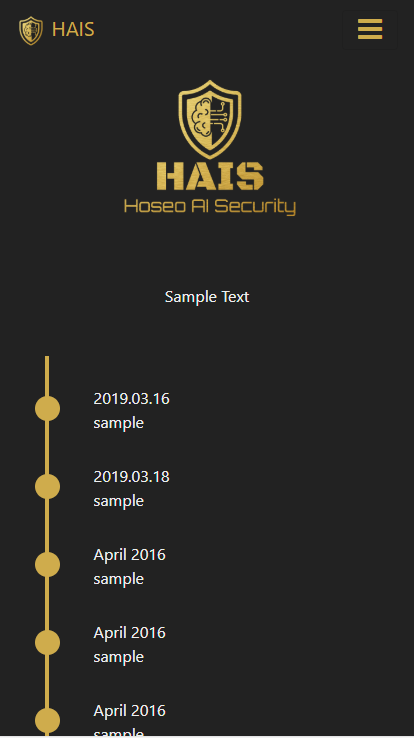 HAIS
HAIS
Hoseo AI Security
Sample Text
2019.03.16
sample
2019.03.18
sample
April 2016
sample
April 2016
sample
April 2016
sample